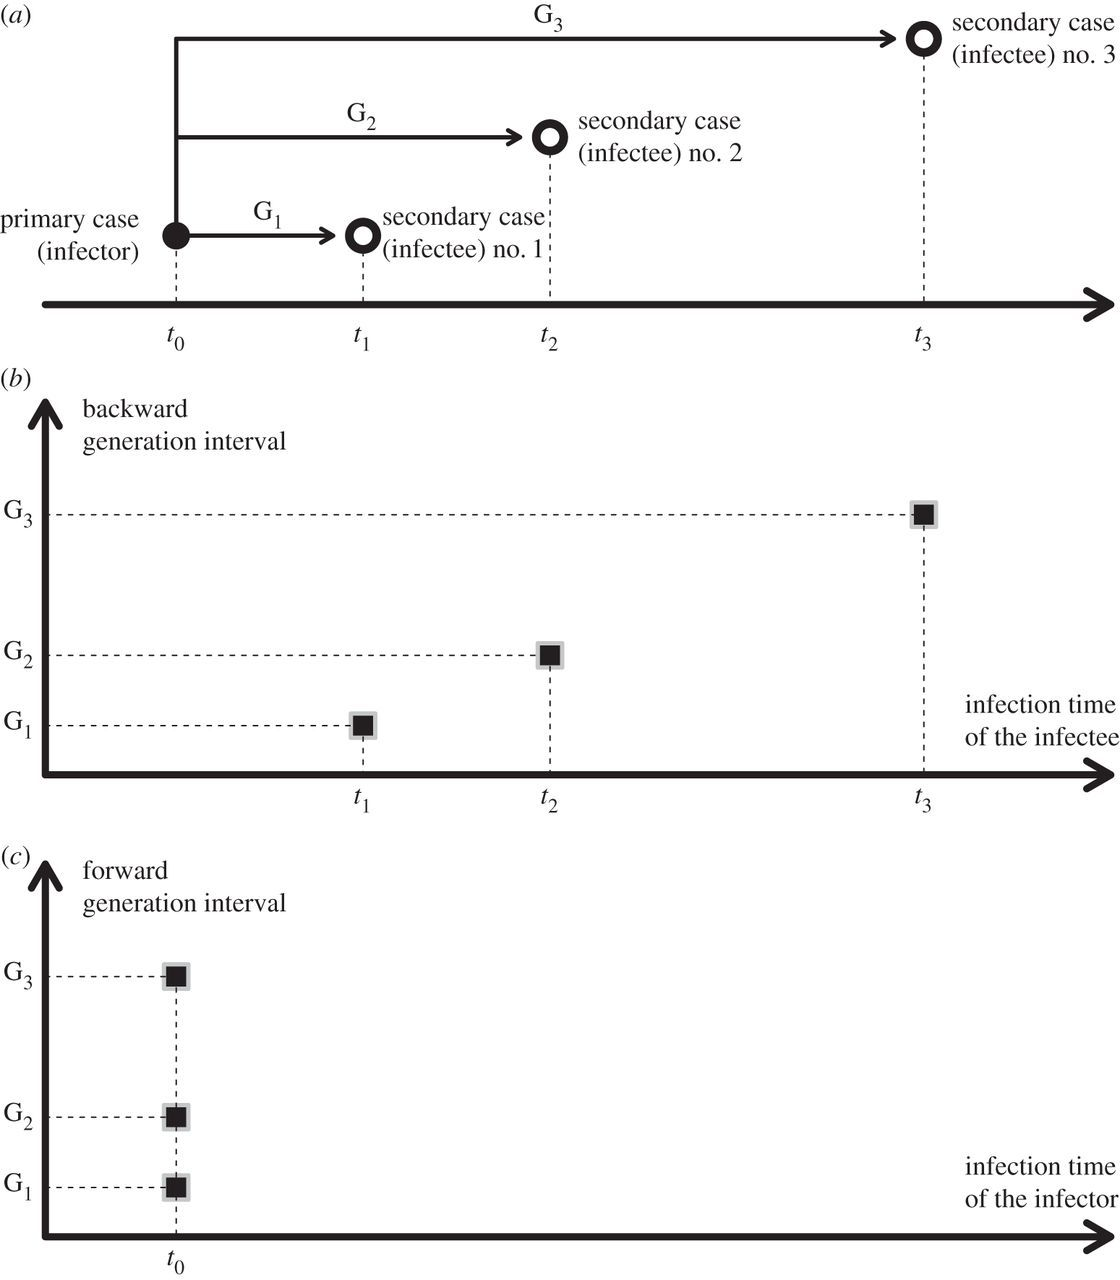 (a)
G3
secondary case
(infectee) no. 3
G2
secondary case
(infectee) no. 2
primary case
(infector)
G1
secondary case
(infectee) no. 1
t0 t1 t2 t3
(b)
backward
generation interval
G3
G2
G1
infection time
of the infectee
t1 t2 t3
(c)
forward
generation interval
G3
G2
G1
infection time
of the infector
t0